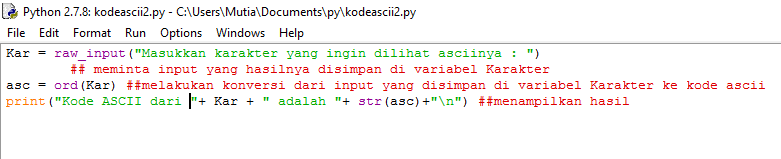 Python 2.7.8: kodeascii2.py - C:\Users\Mutia\Documents\py\kodeascii2.py
File Edit Format Run Options Windows Help
Kar = raw_input("Masukkan karakter yang ingin dilihat asciinya : ")
## meminta input yang hasilnya disimpan di variabel Karakter
asc = ord(Kar) ##melakukan konversi dari input yang disimpan di variabel Karakter ke kode ascii
print("Kode ASCII dari "+ Kar + " adalah "+ str(asc)+"\n") ##menampilkan hasil